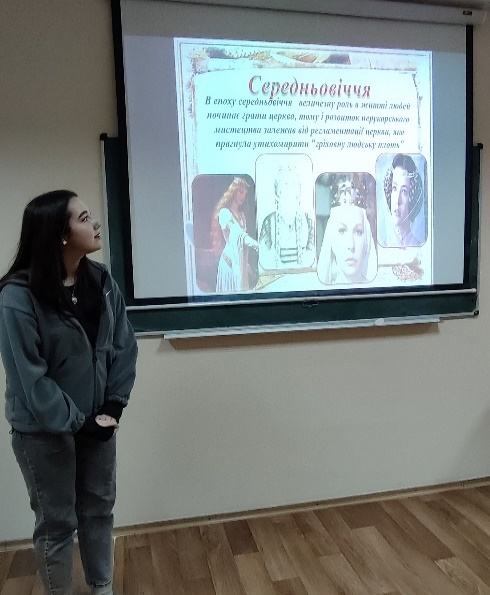 Середньовіччя
В епоху середньовіччя величезну роль в житті людей
починає грати церква, тому і розвиток перукарського
мистецтва залежав від регламентації церкви, яка
прагнула утихомирити "гріховну людську плоть"